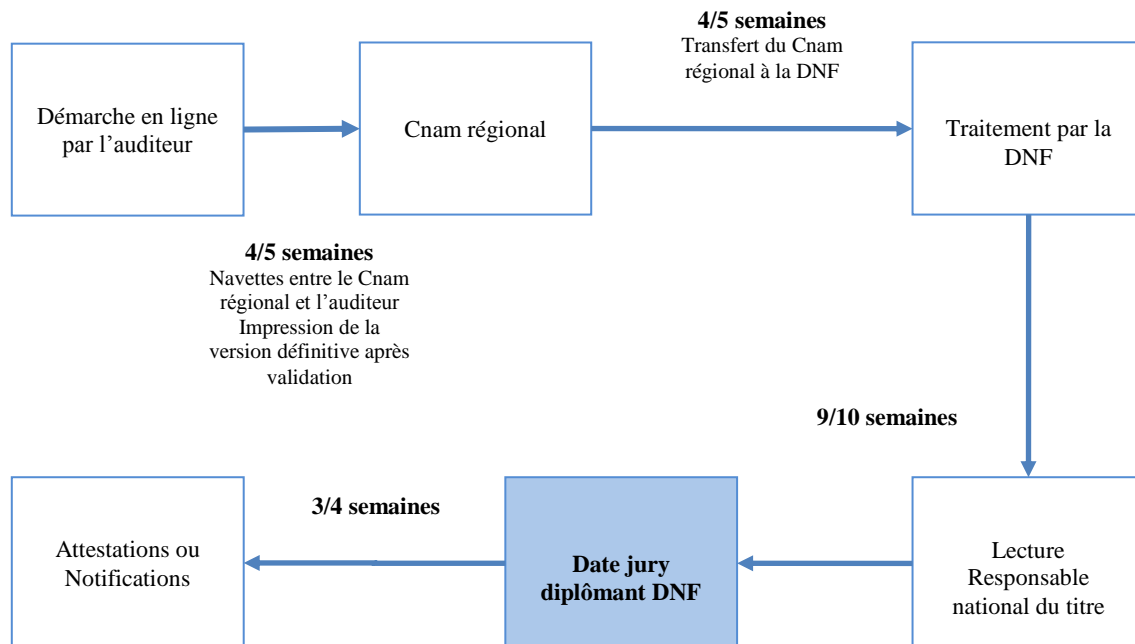 4/5 semaines
Transfert du Cnam
régional à la DNF
Démarche en ligne
par l’auditeur
Cnam régional
Traitement par la
DNF
4/5 semaines
Navettes entre le Cnam
régional et l’auditeur
Impression de la
version définitive après
validation
9/10 semaines
Lecture
Responsable
national du titre
Date jury
diplômant DNF
3/4 semaines
Attestations ou
Notifications